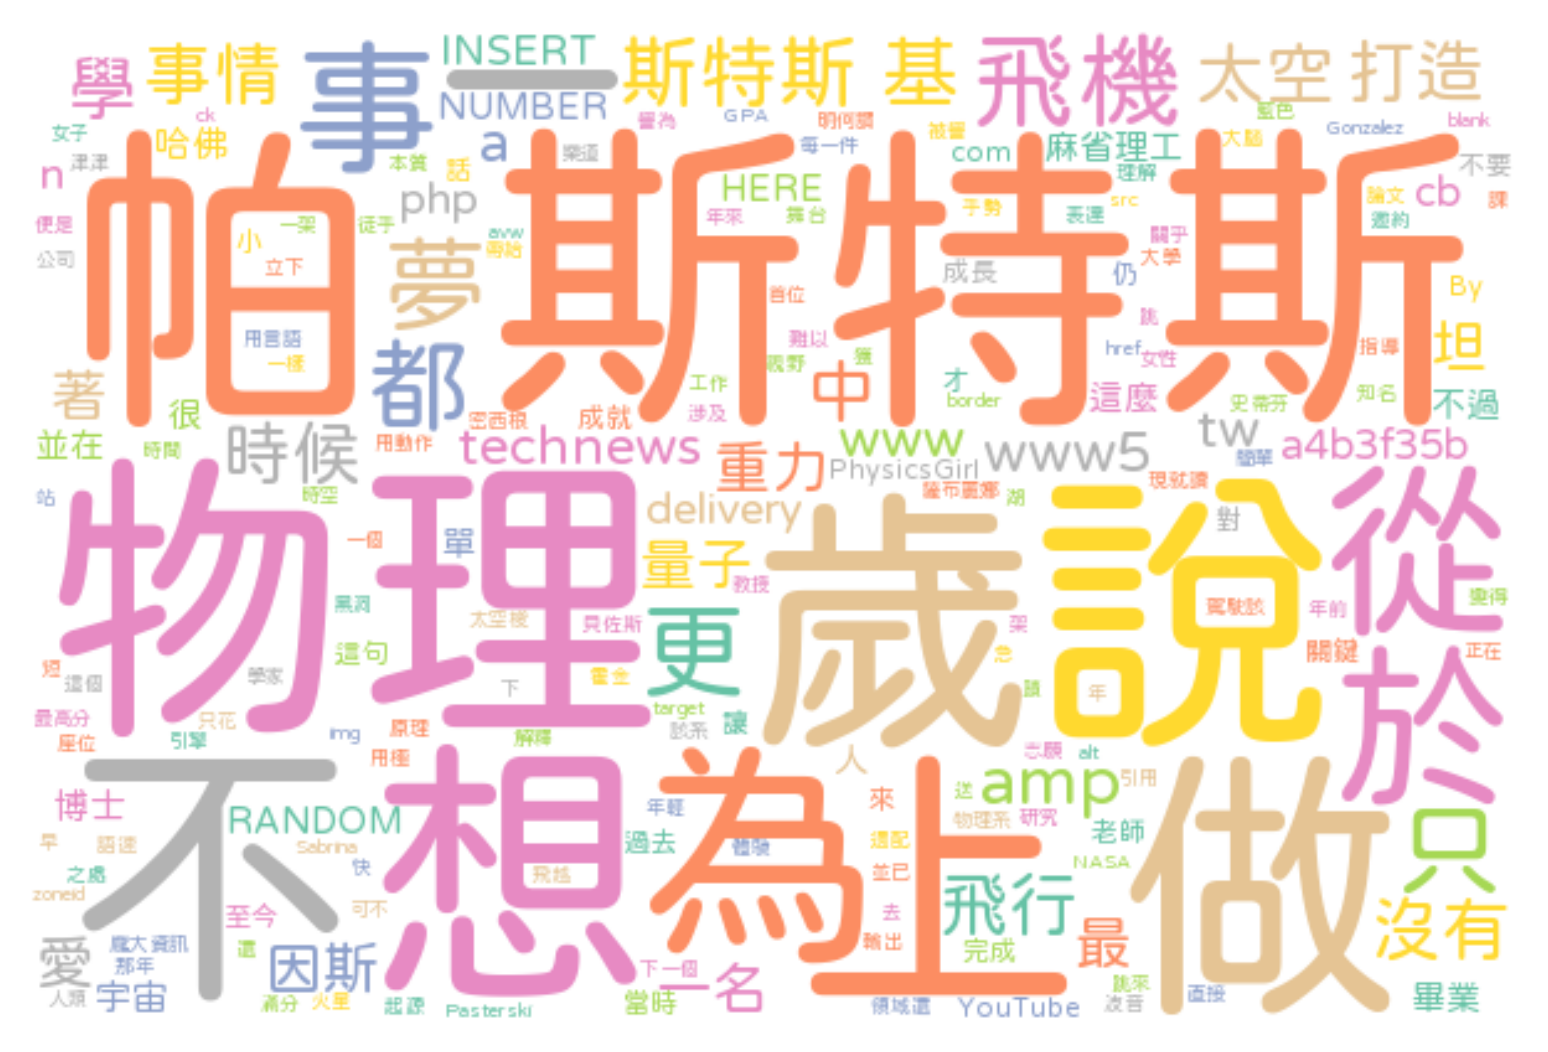 學 事情 事 INSERT 一 NUMBER 斯特斯 基 飛機 太空 打造
女子 ck 津津 哈佛 本質 話 a 樂道 譽為 GPA 每一件 被譽 com 麻省理工 理解 藍色 大腦 Gonzalez blank 不要
帕斯特斯
n 便是 公司 小 一架 立下 徒手 php avw 帶給 HERE 年來 舞台 手勢 表達 src 關乎 大學 論文 邀約 cb 課
用言語 一樣 夢 都 首位 難以 視野 獲 成長 仍 跳 href 女性 By 坦 指導
著 很 並在 時間 時候 用動作 密西根 成就 工作 涉及 中 才 border 這麼 史蒂芬 知名 不過
technews 重力 www PhysicsGirl www5 tw 簡單 a4b3f35b
站 時空 薩布麗娜 湖 現就讀 對
物理 歲 說 從
一個 單 delivery 量子 教授 黑洞 太空梭 貝佐斯 架 駕駛該 年前 變得
這句 更 短 這個 學家 下 霍金 年 關鍵 正在 於
最高分 座位 只花 引擎 img 原理 用極 解釋 target 該系 讓 人 志願 alt
不 想 為 上 做
博士 RANDOM Sabrina 年輕 過去 來 送 amp 引用 物理系 研究 老師 NASA 只
早 語速 之處 zoneid 快 可不 飛越 體驗 這配 並已
愛 龐大 資訊 那年 至今 還 因斯 去 輸出 飛行 完成 最 沒有
人類 宇宙 滿分 火星 起源 Pasterski 下一個 一名 當時 領域還 YouTube 跳來 波音 直接 畢業